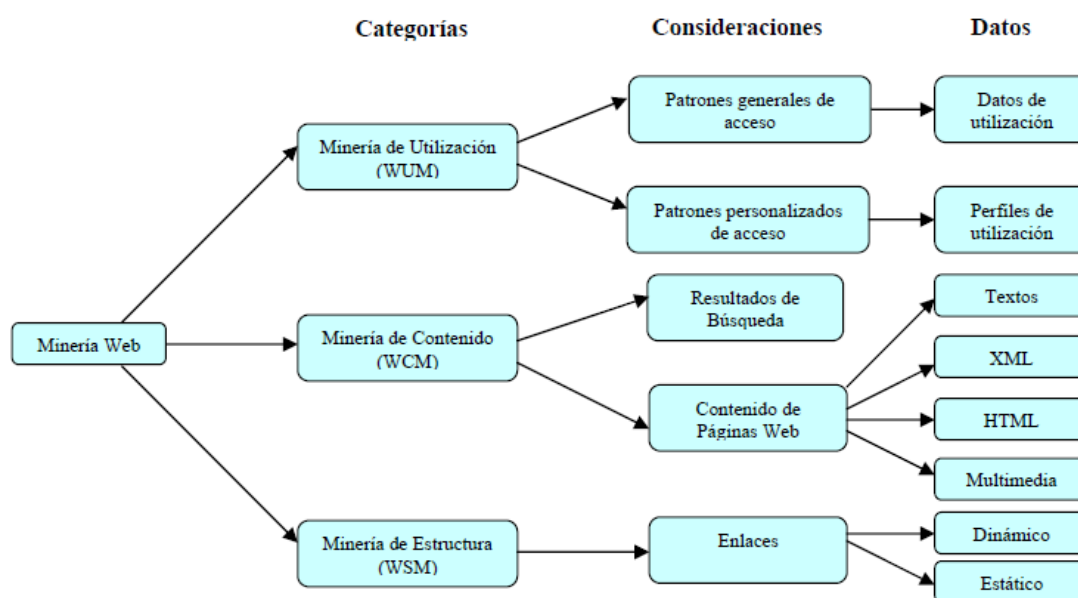 Categorías
Consideraciones
Datos
Patrones generales de
acceso
Datos de
utilización
Minería de Utilización
(WUM)
Patrones personalizados
de acceso
Perfiles de
utilización
Resultados de
Búsqueda
Textos
Minería Web
Minería de Contenido
(WCM)
XML
Contenido de
Páginas Web
HTML
Multimedia
Minería de Estructura
(WSM)
Enlaces
Dinámico
Estático